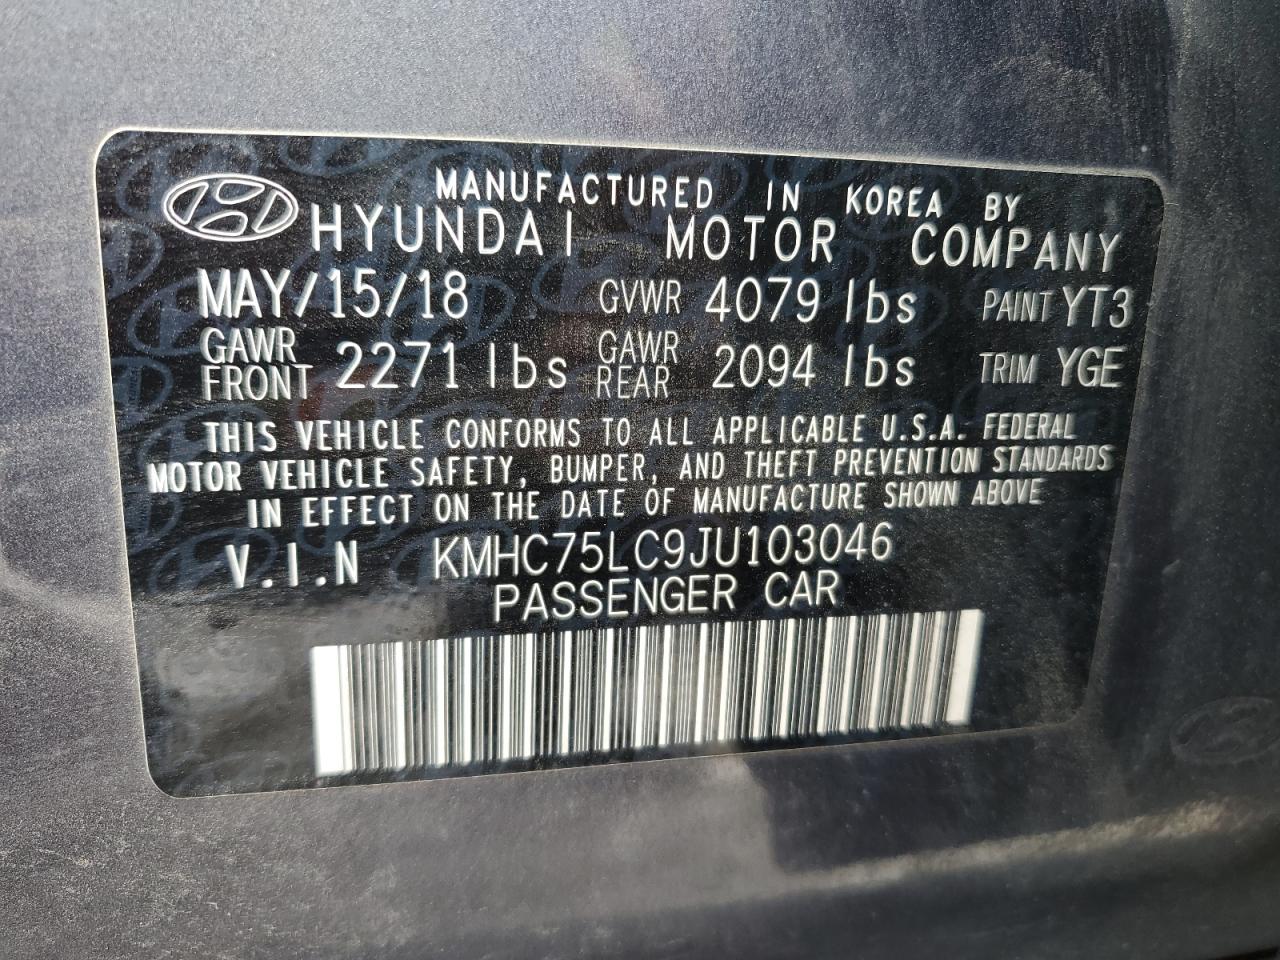 MANUFACTURED IN KOREA BY
HYUNDAI MOTOR COMPANY
MAY/15/18 GVWR 4079 lbs PAINT YT3
GAWR FRONT 2271 lbs GAWR REAR 2094 lbs TRIM YGE
THIS VEHICLE CONFORMS TO ALL APPLICABLE U.S.A. FEDERAL
MOTOR VEHICLE SAFETY, BUMPER, AND THEFT PREVENTION STANDARDS
IN EFFECT ON THE DATE OF MANUFACTURE SHOWN ABOVE
V.I.N KMHC75LC9JU103046
PASSENGER CAR